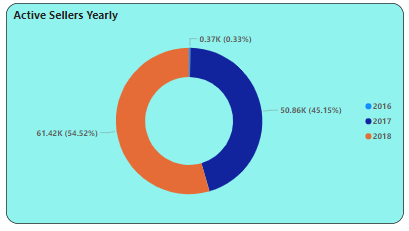 Active Sellers Yearly
0.37K (0.33%)
50.86K (45.15%)
61.42K (54.52%)
2016
2017
2018